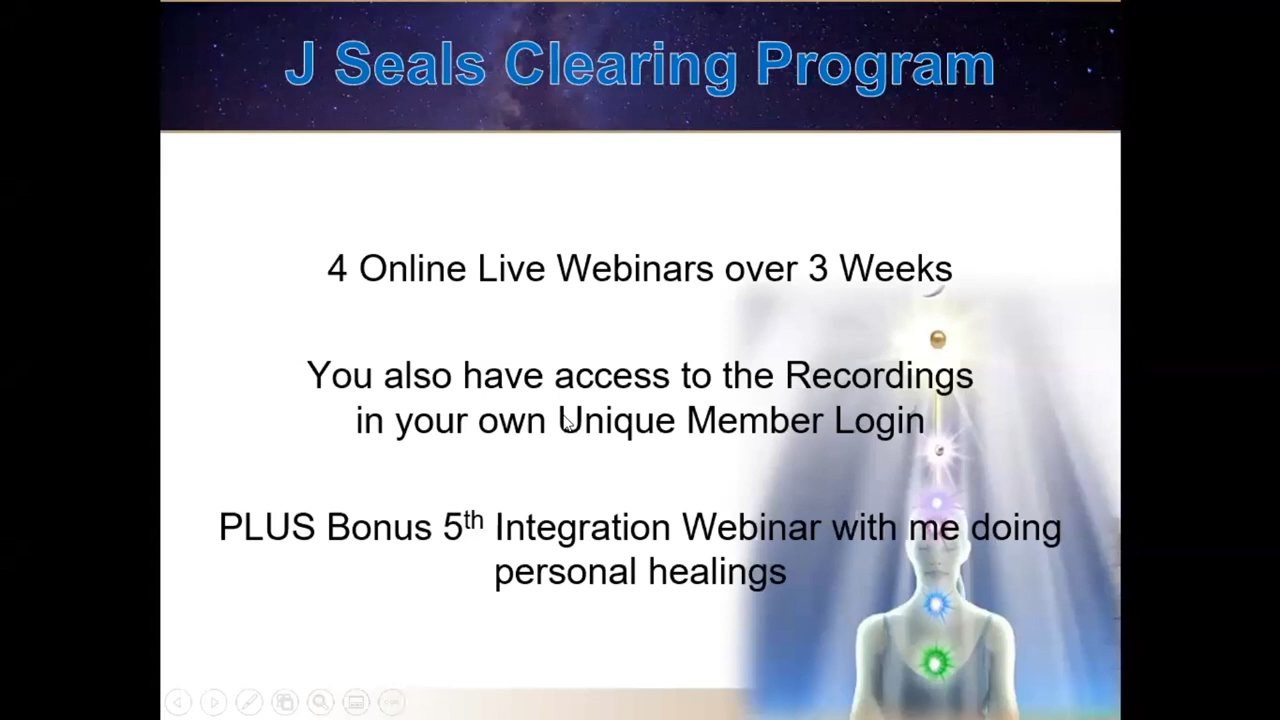 J Seals Clearing Program
4 Online Live Webinars over 3 Weeks
You also have access to the Recordings
in your own Unique Member Login
PLUS Bonus 5th Integration Webinar with me doing
personal healings